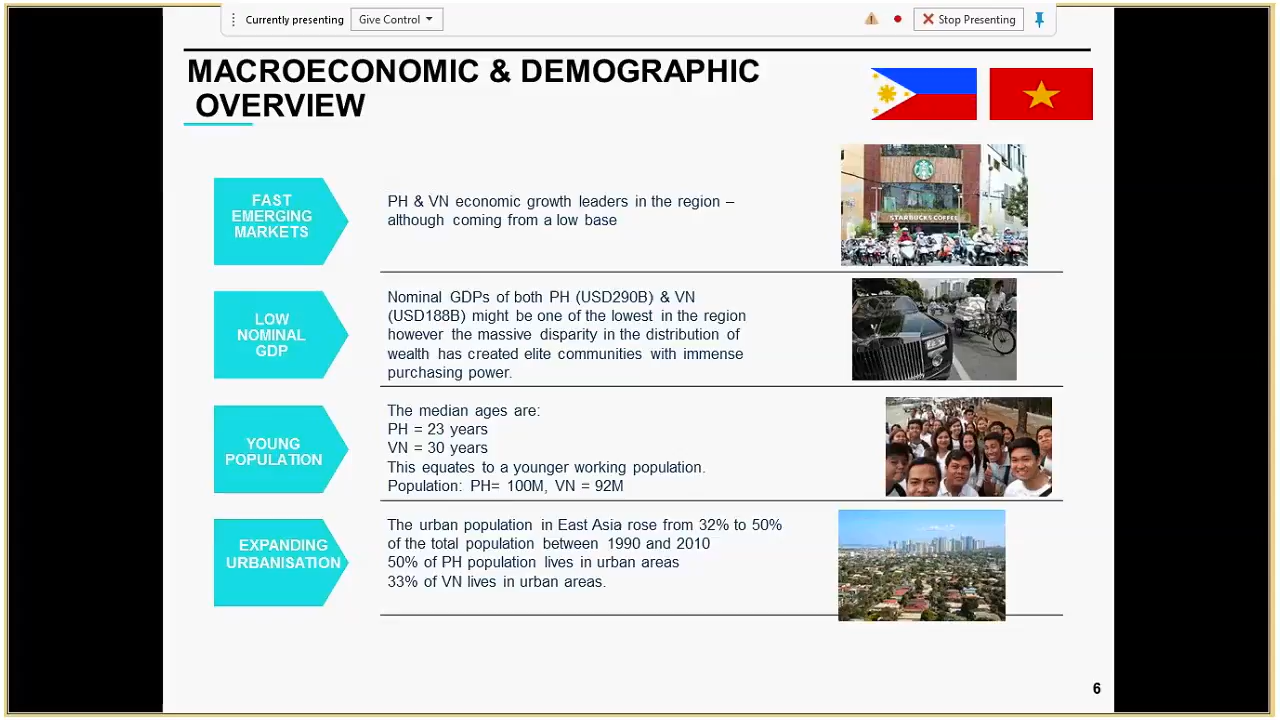 Currently presenting Give Control Stop Presenting
MACROECONOMIC & DEMOGRAPHIC
OVERVIEW
FAST
EMERGING
MARKETS
PH & VN economic growth leaders in the region –
although coming from a low base
STARBUCKS COFFEE
LOW
NOMINAL
GDP
Nominal GDPs of both PH (USD290B) & VN
(USD188B) might be one of the lowest in the region
however the massive disparity in the distribution of
wealth has created elite communities with immense
purchasing power.
YOUNG
POPULATION
The median ages are:
PH = 23 years
VN = 30 years
This equates to a younger working population.
Population: PH= 100M, VN = 92M
EXPANDING
URBANISATION
The urban population in East Asia rose from 32% to 50%
of the total population between 1990 and 2010
50% of PH population lives in urban areas
33% of VN lives in urban areas.
6